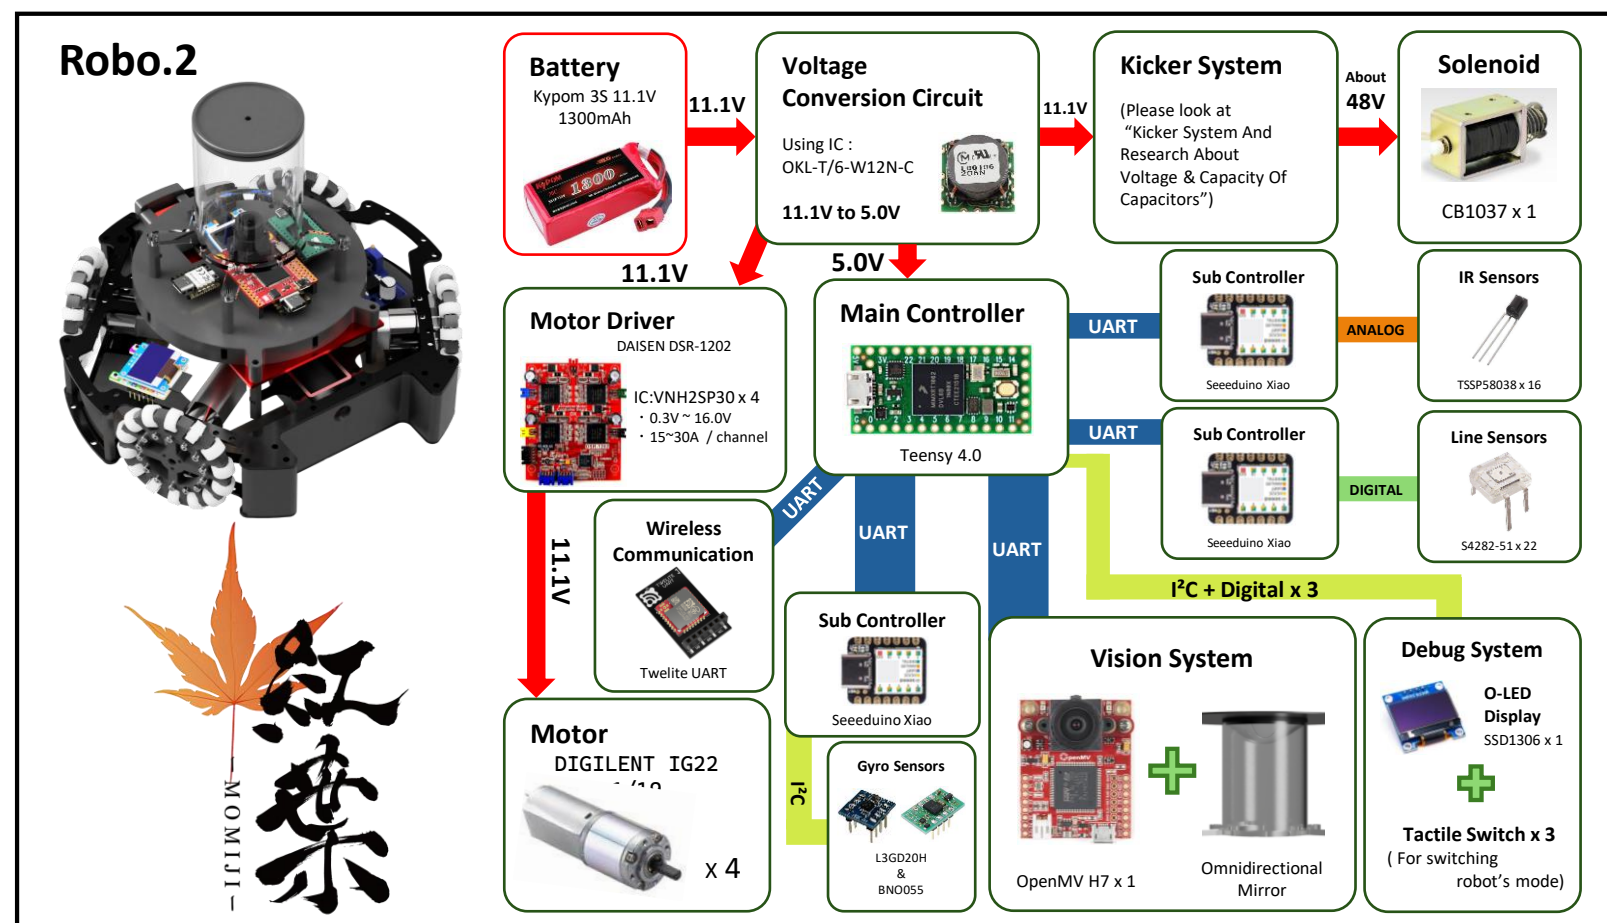 Robo.2
Battery
Kypom 3S 11.1V
1300mAh
11.1V
Voltage
Conversion Circuit
Using IC :
OKL-T/6-W12N-C
11.1V to 5.0V
11.1V
Kicker System
(Please look at
“Kicker System And
Research About
Voltage & Capacity Of
Capacitors”)
About
48V
Solenoid
CB1037 x 1
11.1V
5.0V
Motor Driver
DAISEN DSR-1202
IC:VNH2SP30 x 4
・0.3V ~ 16.0V
・15~30A / channel
Main Controller
Teensy 4.0
UART
Sub Controller
Seeeduino Xiao
ANALOG
IR Sensors
TSSP58038 x 16
UART
Sub Controller
Seeeduino Xiao
DIGITAL
Line Sensors
S4282-51 x 22
11.1V
UART
Wireless
Communication
Twelite UART
UART
Sub Controller
Seeeduino Xiao
I²C
Gyro Sensors
L3GD20H
&
BNO055
UART
Vision System
OpenMV H7 x 1
Omnidirectional
Mirror
I²C + Digital x 3
Debug System
O-LED
Display
SSD1306 x 1
Tactile Switch x 3
( For switching
robot’s mode)
Motor
DIGILENT IG22
x 4
紅葉
MOMIJI